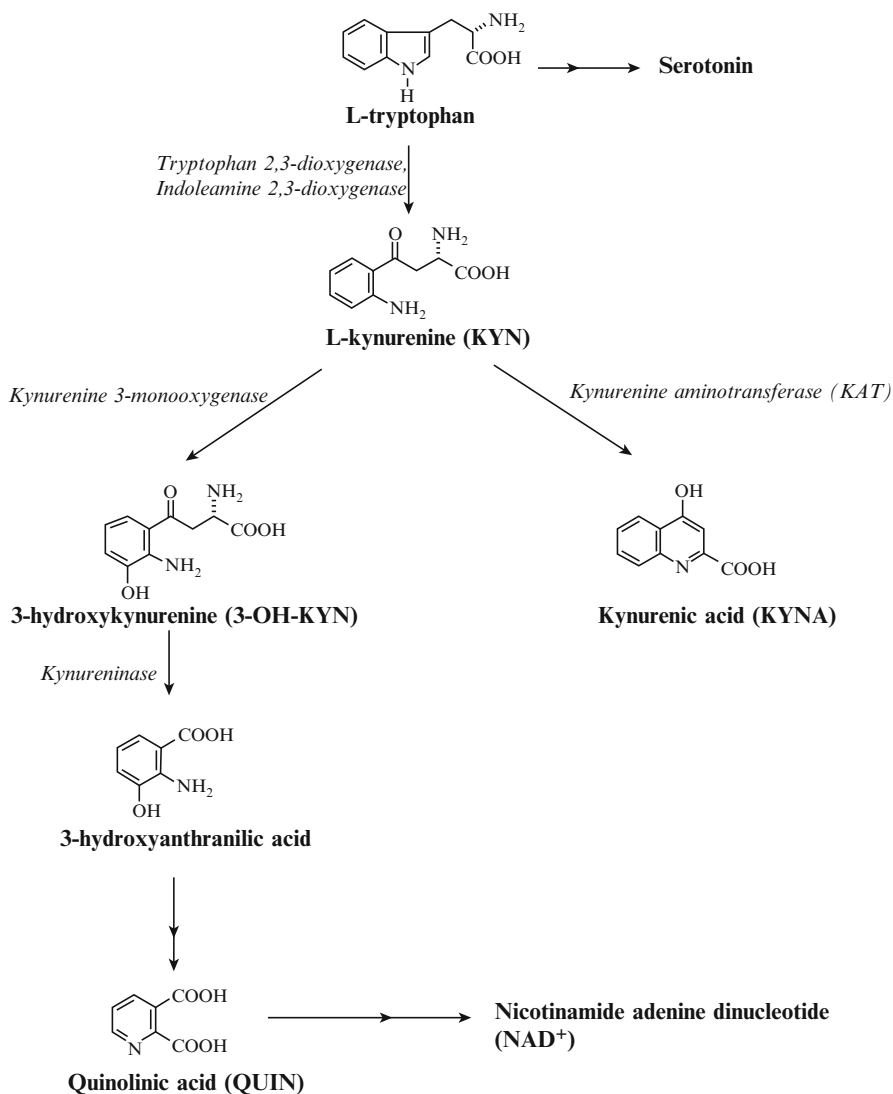 NH2
COOH
N
H
L-tryptophan
Serotonin
Tryptophan 2,3-dioxygenase,
Indoleamine 2,3-dioxygenase
O
NH2
COOH
NH2
L-kynurenine (KYN)
Kynurenine 3-monooxygenase
Kynurenine aminotransferase (KAT)
O
NH2
COOH
NH2
OH
3-hydroxykynurenine (3-OH-KYN)
OH
N
COOH
Kynurenic acid (KYNA)
Kynureninase
COOH
NH2
OH
3-hydroxyanthranilic acid
COOH
N
COOH
Quinolinic acid (QUIN)
Nicotinamide adenine dinucleotide
(NAD+)